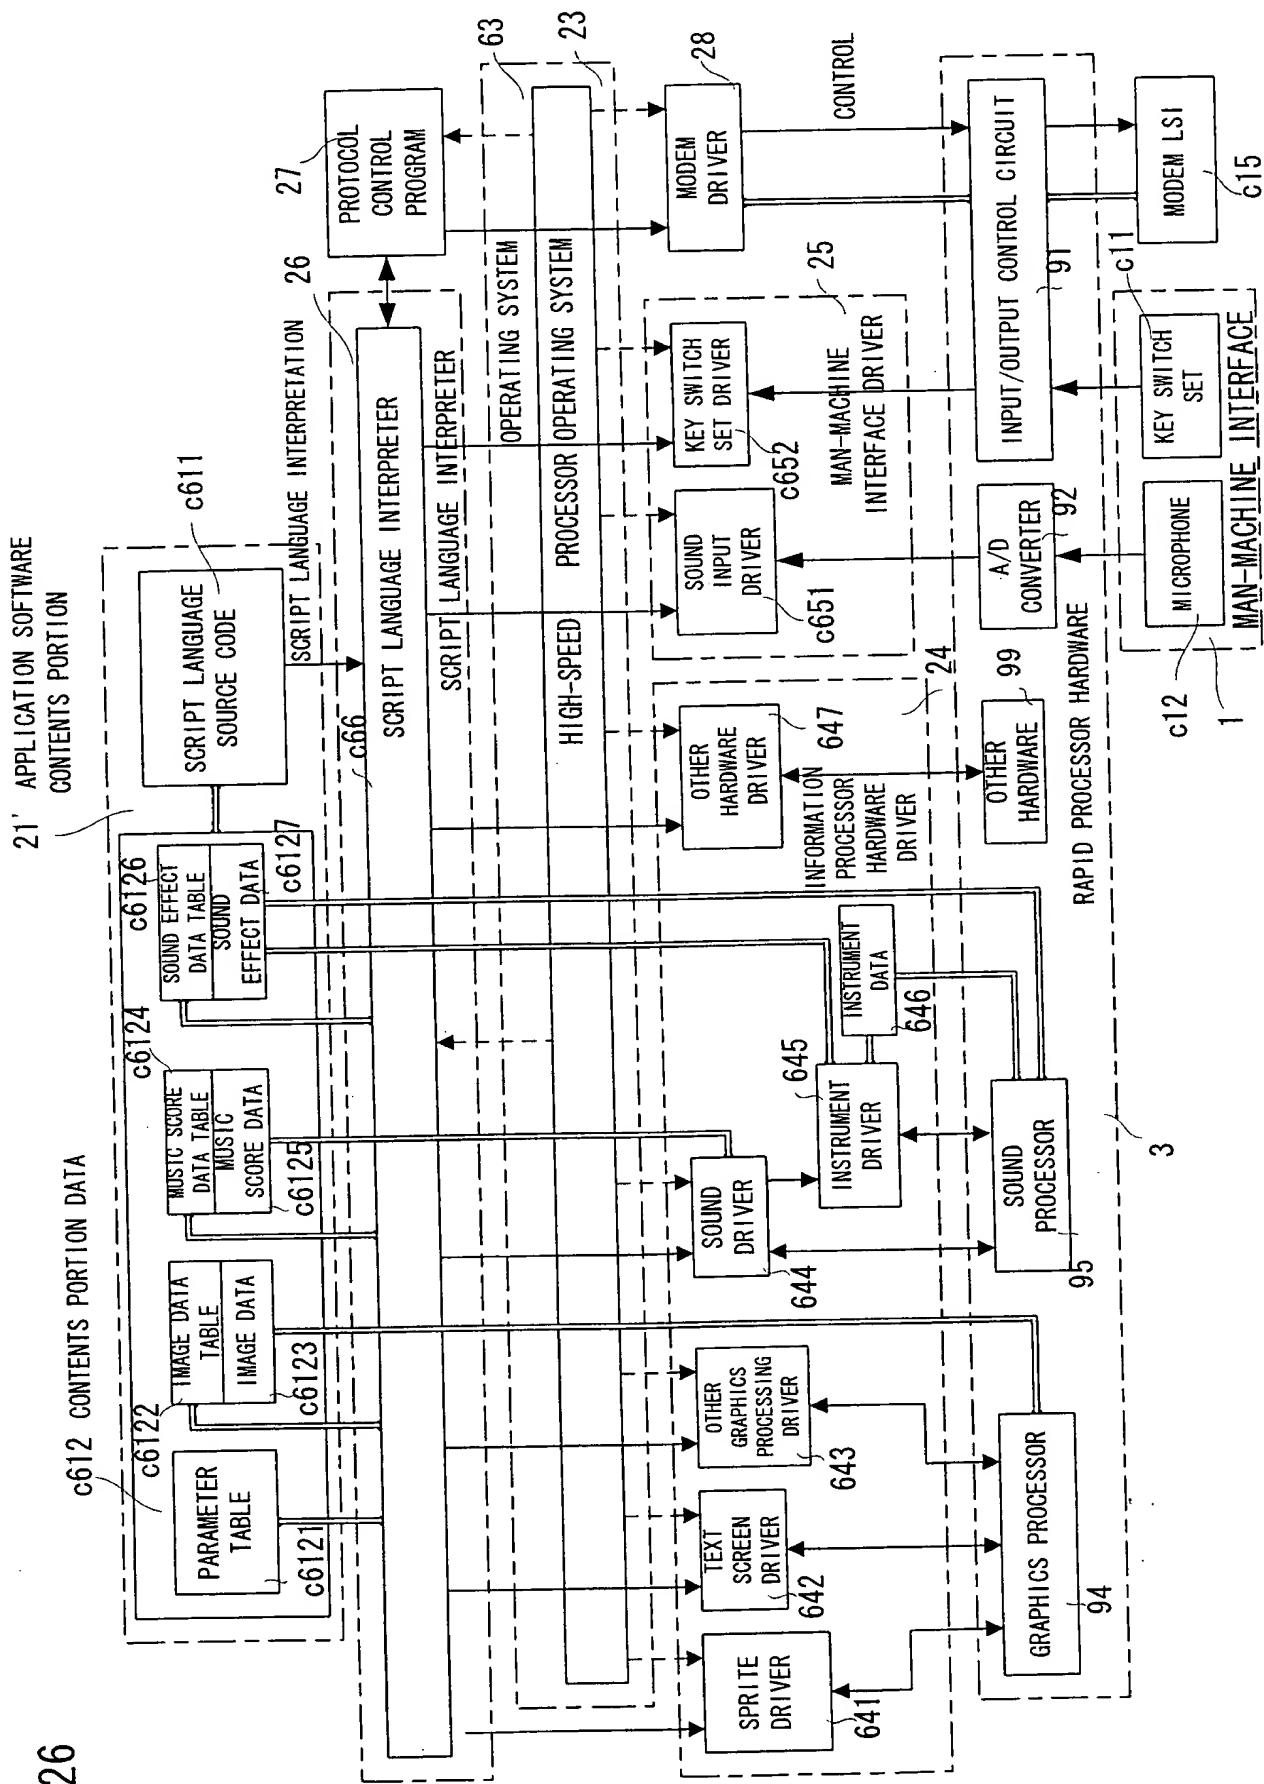 26
21' APPLICATION SOFTWARE
CONTENTS PORTION
c612 CONTENTS PORTION DATA
PARAMETER
TABLE
c6121
c6122
IMAGE DATA
TABLE
IMAGE DATA
c6123
c6124
MUSIC SCORE
DATA TABLE
MUSIC
SCORE DATA
c6125
c6126
SOUND EFFECT
DATA TABLE
SOUND
EFFECT DATA
c6127
SCRIPT LANGUAGE
SOURCE CODE
c611
SCRIPT LANGUAGE INTERPRETATION
c66
SCRIPT LANGUAGE INTERPRETER
26
SCRIPT LANGUAGE INTERPRETER
27
PROTOCOL
CONTROL
PROGRAM
OPERATING SYSTEM
63
HIGH-SPEED PROCESSOR OPERATING SYSTEM
23
SPRITE
DRIVER
641
TEXT
SCREEN
DRIVER
642
OTHER
GRAPHICS
PROCESSING
DRIVER
643
SOUND
DRIVER
644
645
INSTRUMENT
DRIVER
INSTRUMENT
DATA
646
OTHER
HARDWARE
DRIVER
647
INFORMATION
PROCESSOR
HARDWARE
DRIVER
24
SOUND
INPUT
DRIVER
c651
KEY SWITCH
SET DRIVER
c652
MAN-MACHINE
INTERFACE DRIVER
25
MODEM
DRIVER
28
CONTROL
GRAPHICS PROCESSOR
94
SOUND
PROCESSOR
95
OTHER
HARDWARE
99
A/D
CONVERTER
92
INPUT/OUTPUT CONTROL CIRCUIT
91
RAPID PROCESSOR HARDWARE
3
MICROPHONE
c12
KEY SWITCH
SET
c11
MAN-MACHINE INTERFACE
1
MODEM LSI
c15